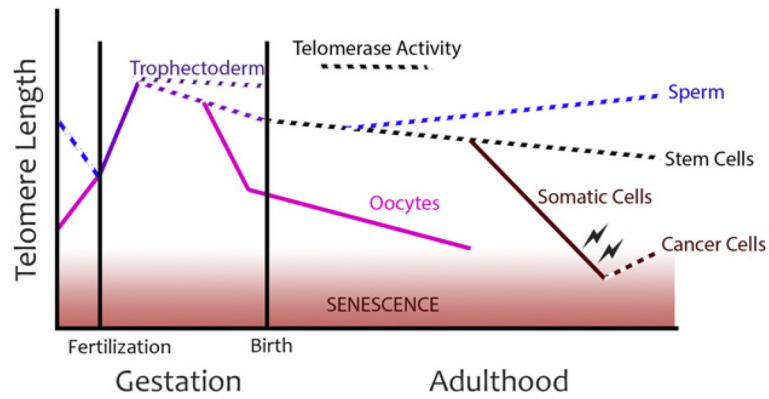 Telomere Length
Telomerase Activity
Trophectoderm
Sperm
Stem Cells
Oocytes
Somatic Cells
Cancer Cells
SENESCENCE
Fertilization
Birth
Gestation
Adulthood